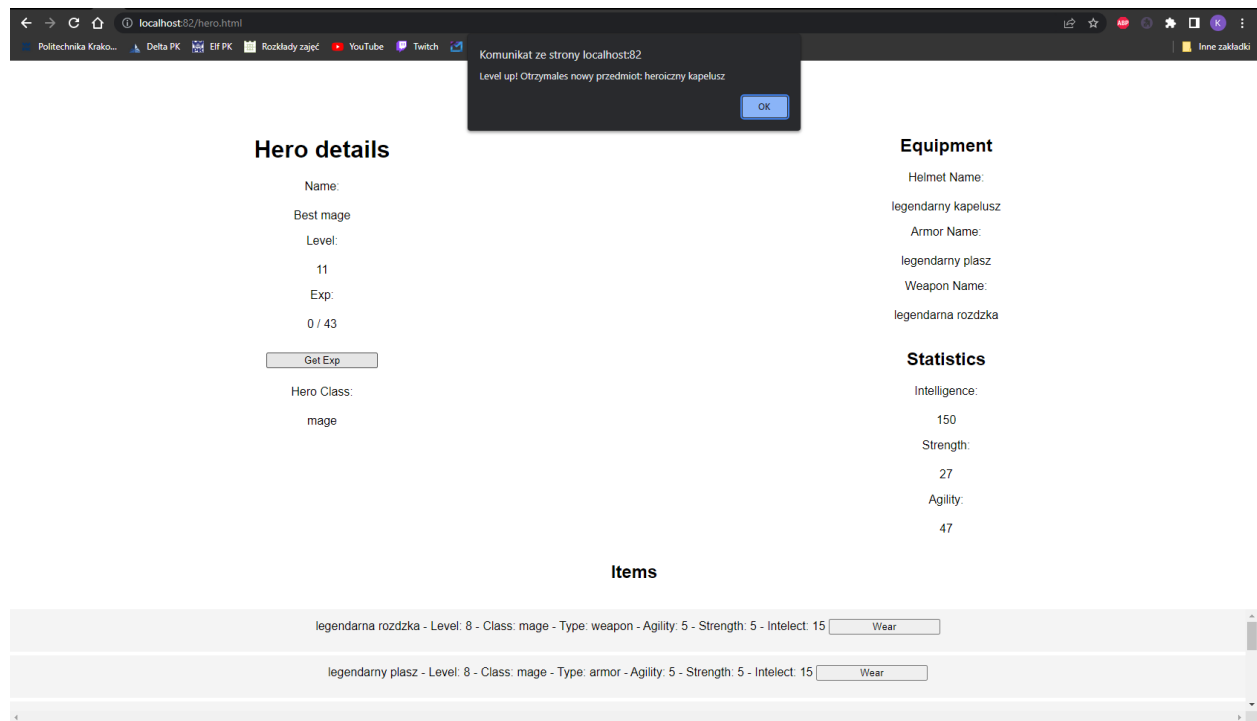 localhost:82/hero.html
ABP
K
Politechnika Krako...
Delta PK
Elf PK
Rozkłady zajęć
YouTube
Twitch
Inne zakładki
Komunikat ze strony localhost:82
Level up! Otrzymales nowy przedmiot: heroiczny kapelusz
OK
Hero details
Name:
Best mage
Level:
11
Exp:
0 / 43
Get Exp
Hero Class:
mage
Equipment
Helmet Name:
legendarny kapelusz
Armor Name:
legendarny plasz
Weapon Name:
legendarna rozdzka
Statistics
Intelligence:
150
Strength:
27
Agility:
47
Items
legendarna rozdzka - Level: 8 - Class: mage - Type: weapon - Agility: 5 - Strength: 5 - Intelect: 15 Wear
legendarny plasz - Level: 8 - Class: mage - Type: armor - Agility: 5 - Strength: 5 - Intelect: 15 Wear